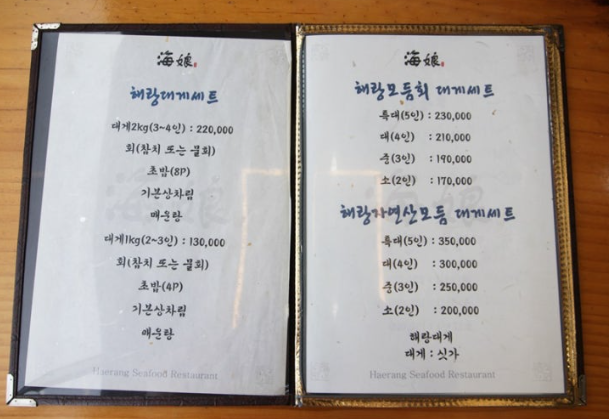 海娘
해랑대게세트
대게2kg(3~4인) : 220,000
회(참치 또는 물회)
초밥(8P)
기본상차림
매운탕
대게1kg(2~3인) : 130,000
회(참치 또는 물회)
초밥(4P)
기본상차림
매운탕
Haerang Seafood Restaurant
海娘
해랑모듬회 대게세트
특대(5인) : 230,000
대(4인) : 210,000
중(3인) : 190,000
소(2인) : 170,000
해랑자연산모듬 대게세트
특대(5인) : 350,000
대(4인) : 300,000
중(3인) : 250,000
소(2인) : 200,000
해랑대게
대게 : 싯가
Haerang Seafood Restaurant